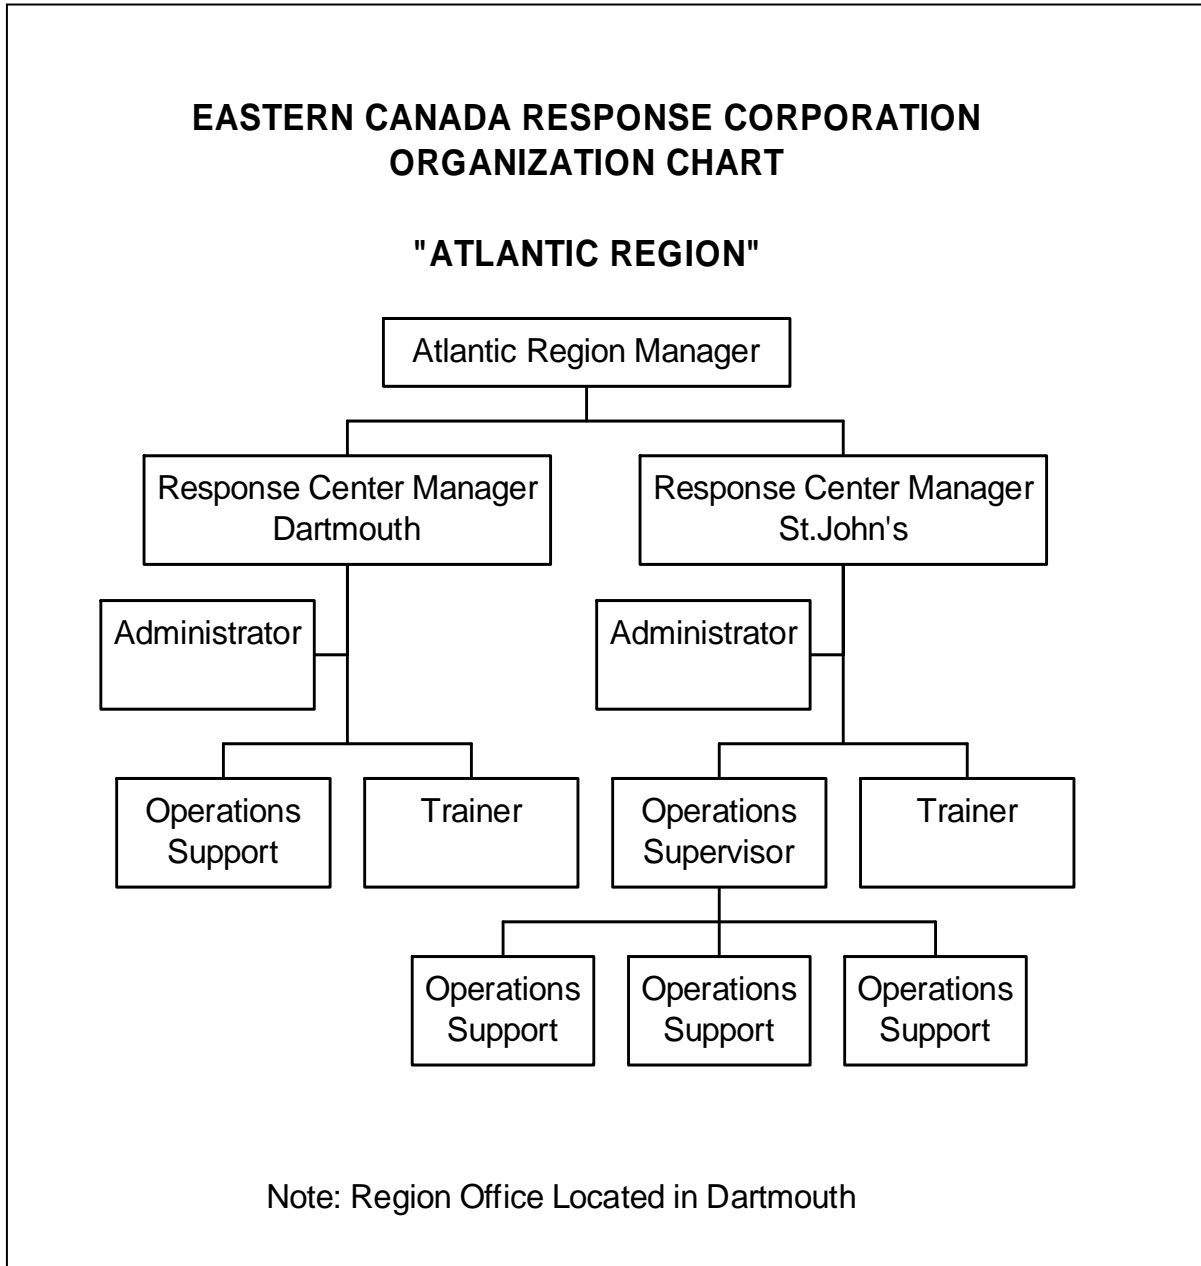 EASTERN CANADA RESPONSE CORPORATION
ORGANIZATION CHART
"ATLANTIC REGION"
Atlantic Region Manager
Response Center Manager
Dartmouth
Response Center Manager
St.John's
Administrator
Administrator
Operations
Support
Trainer
Operations
Supervisor
Trainer
Operations
Support
Operations
Support
Operations
Support
Note: Region Office Located in Dartmouth